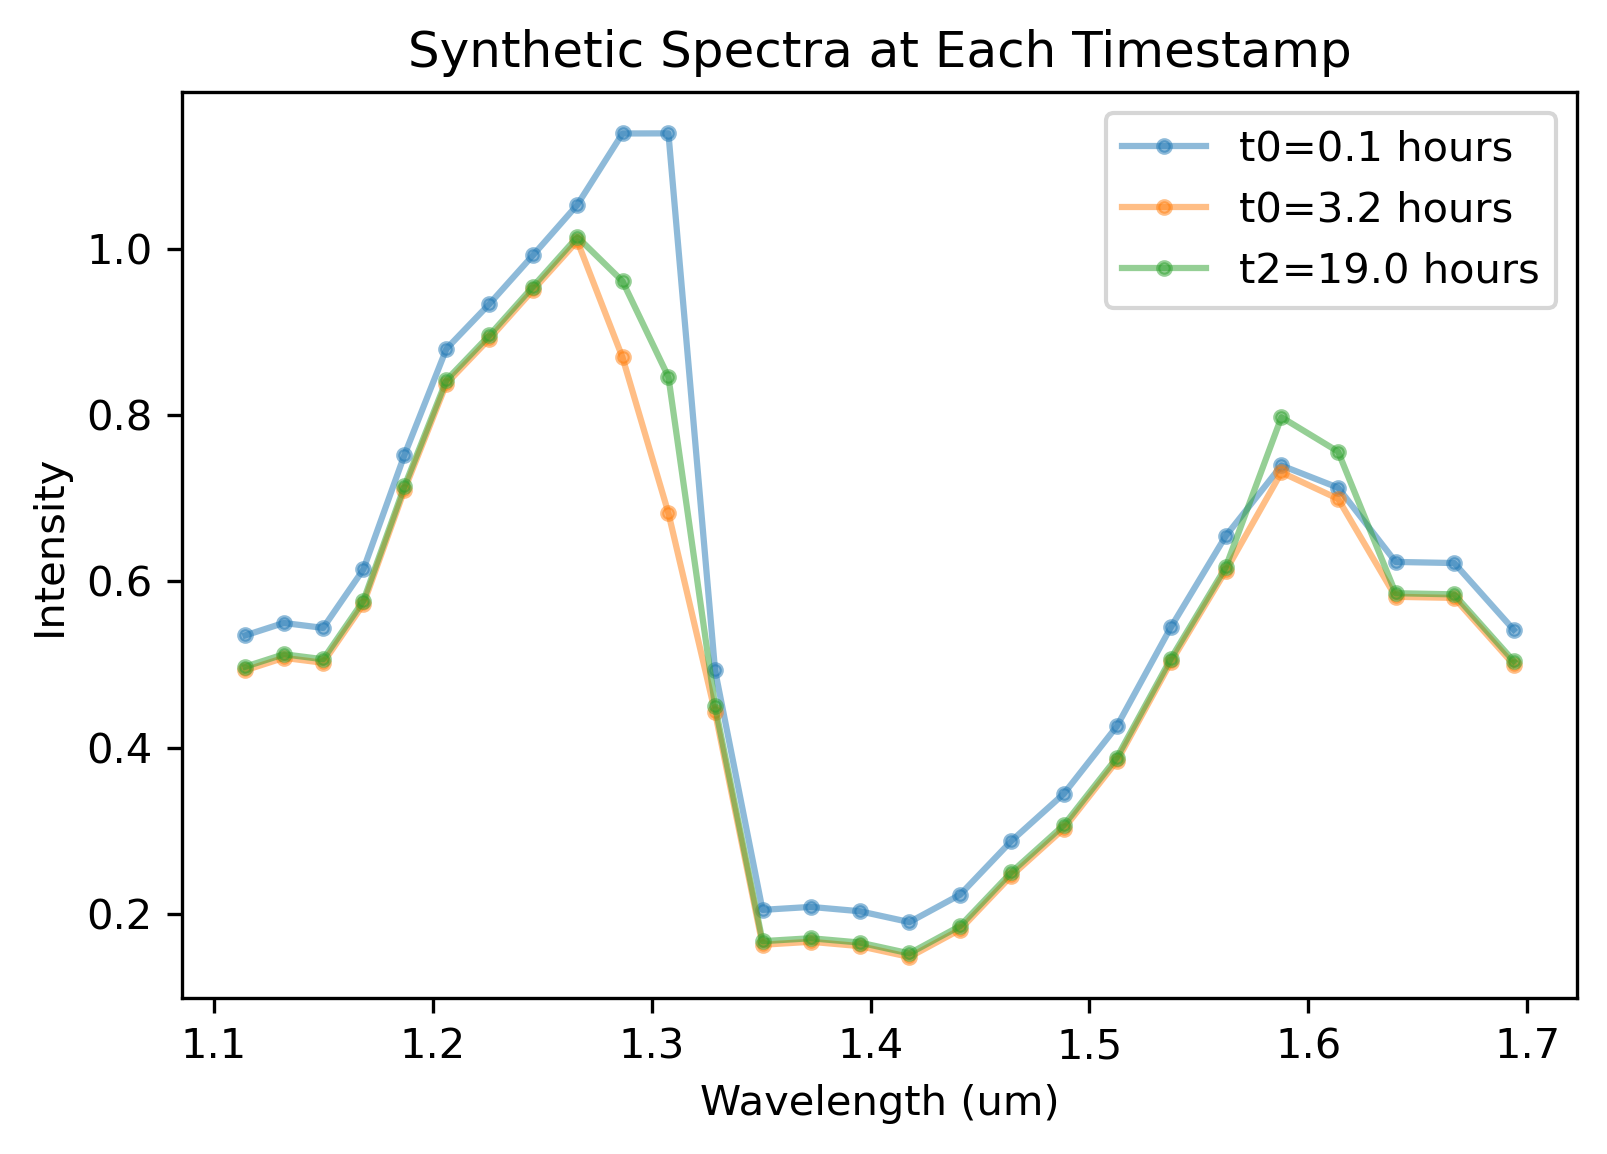 Synthetic Spectra at Each Timestamp
t0=0.1 hours
t0=3.2 hours
t2=19.0 hours
1.0
0.8
0.6
0.4
0.2
Intensity
1.1 1.2 1.3 1.4 1.5 1.6 1.7
Wavelength (um)